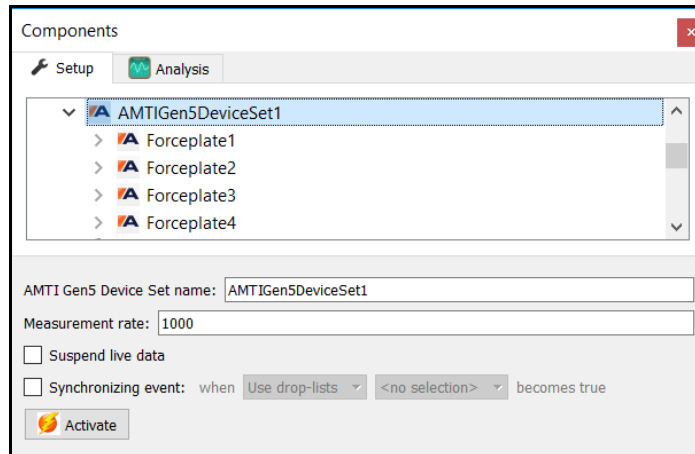 Components
Setup Analysis
AMTIGen5DeviceSet1
Forceplate1
Forceplate2
Forceplate3
Forceplate4
AMTI Gen5 Device Set name: AMTIGen5DeviceSet1
Measurement rate: 1000
Suspend live data
Synchronizing event: when Use drop-lists <no selection> becomes true
Activate